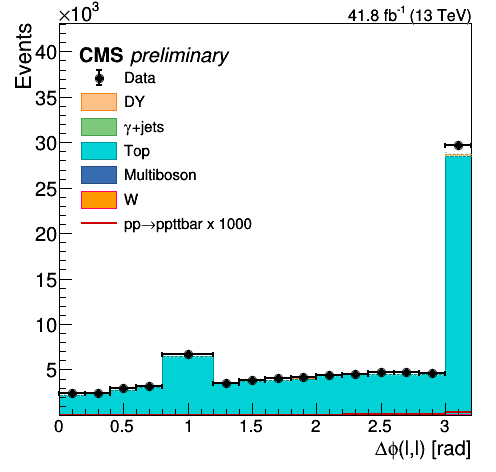 ×10³
41.8 fb⁻¹ (13 TeV)
Events
CMS preliminary
Data
DY
γ+jets
Top
Multiboson
W
pp→ppttbar x 1000
40
35
30
25
20
15
10
5
0 0.5 1 1.5 2 2.5 3
Δϕ(l,l) [rad]